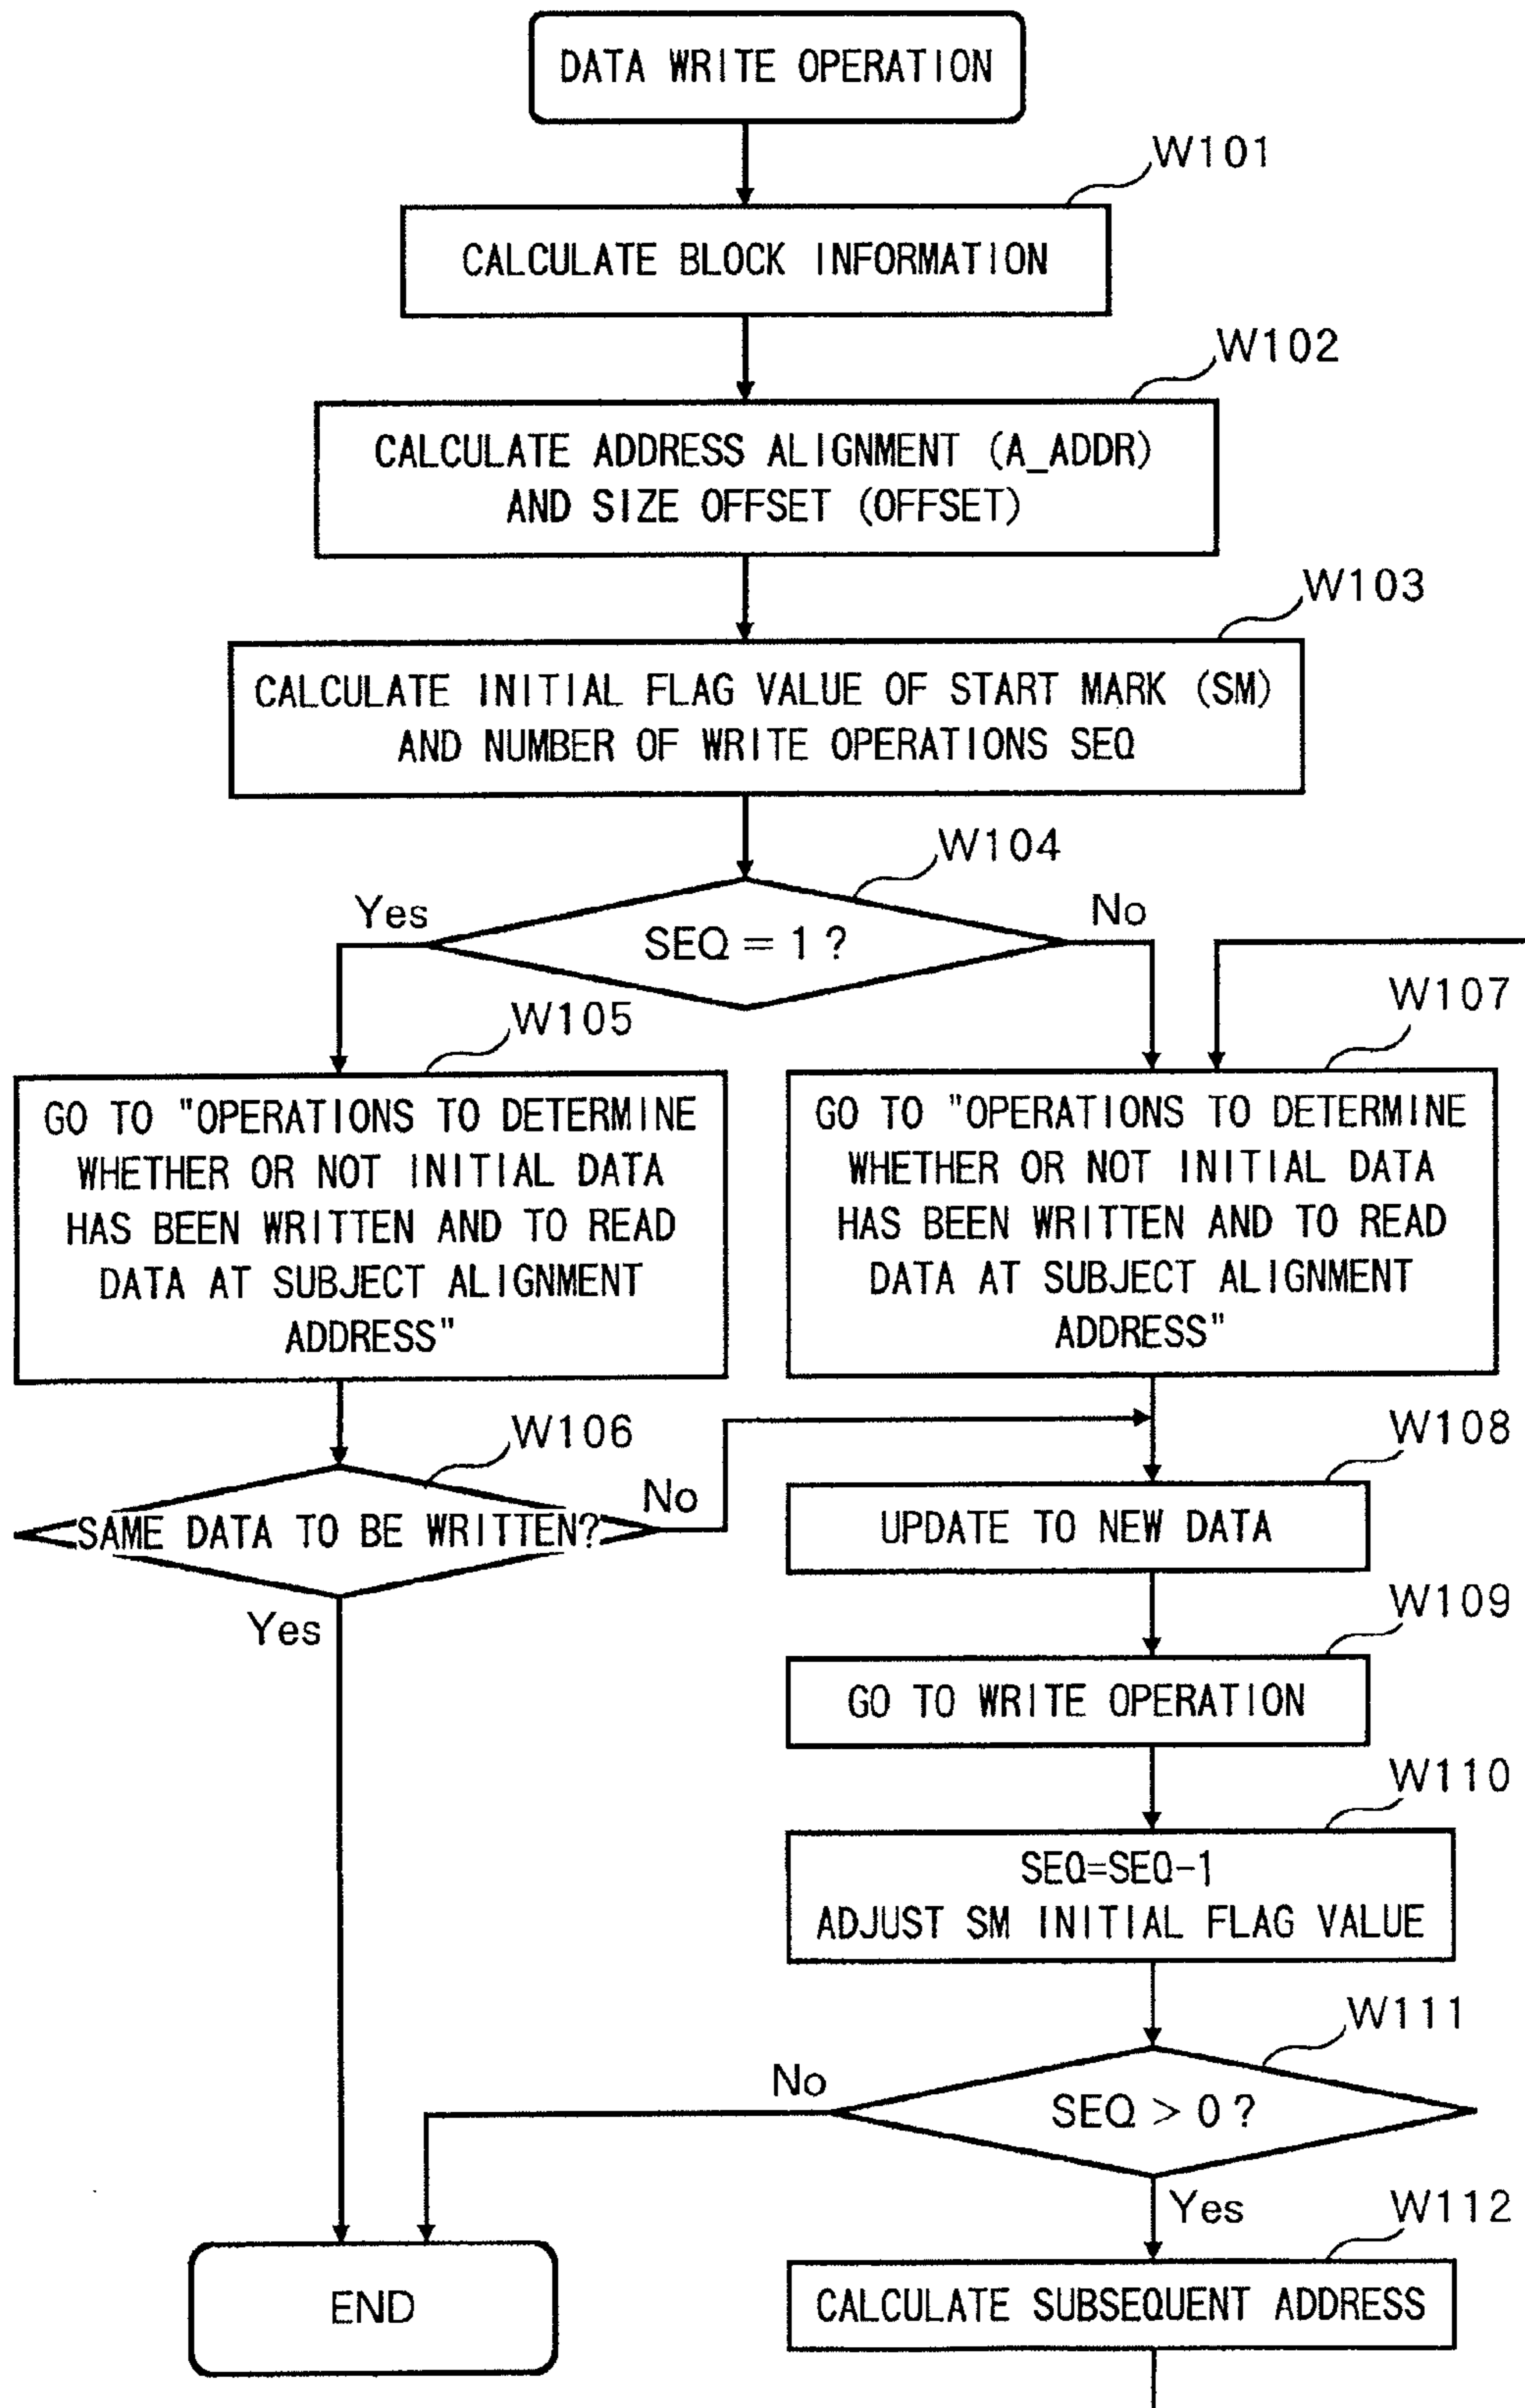 DATA WRITE OPERATION
W101
CALCULATE BLOCK INFORMATION
W102
CALCULATE ADDRESS ALIGNMENT (A_ADDR)
AND SIZE OFFSET (OFFSET)
W103
CALCULATE INITIAL FLAG VALUE OF START MARK (SM)
AND NUMBER OF WRITE OPERATIONS SEQ
W104
Yes
SEQ = 1 ?
No
W105
GO TO "OPERATIONS TO DETERMINE
WHETHER OR NOT INITIAL DATA
HAS BEEN WRITTEN AND TO READ
DATA AT SUBJECT ALIGNMENT
ADDRESS"
W107
GO TO "OPERATIONS TO DETERMINE
WHETHER OR NOT INITIAL DATA
HAS BEEN WRITTEN AND TO READ
DATA AT SUBJECT ALIGNMENT
ADDRESS"
W106
SAME DATA TO BE WRITTEN?
No
Yes
W108
UPDATE TO NEW DATA
W109
GO TO WRITE OPERATION
W110
SEQ=SEQ-1
ADJUST SM INITIAL FLAG VALUE
W111
No
SEQ > 0 ?
Yes
W112
CALCULATE SUBSEQUENT ADDRESS
END